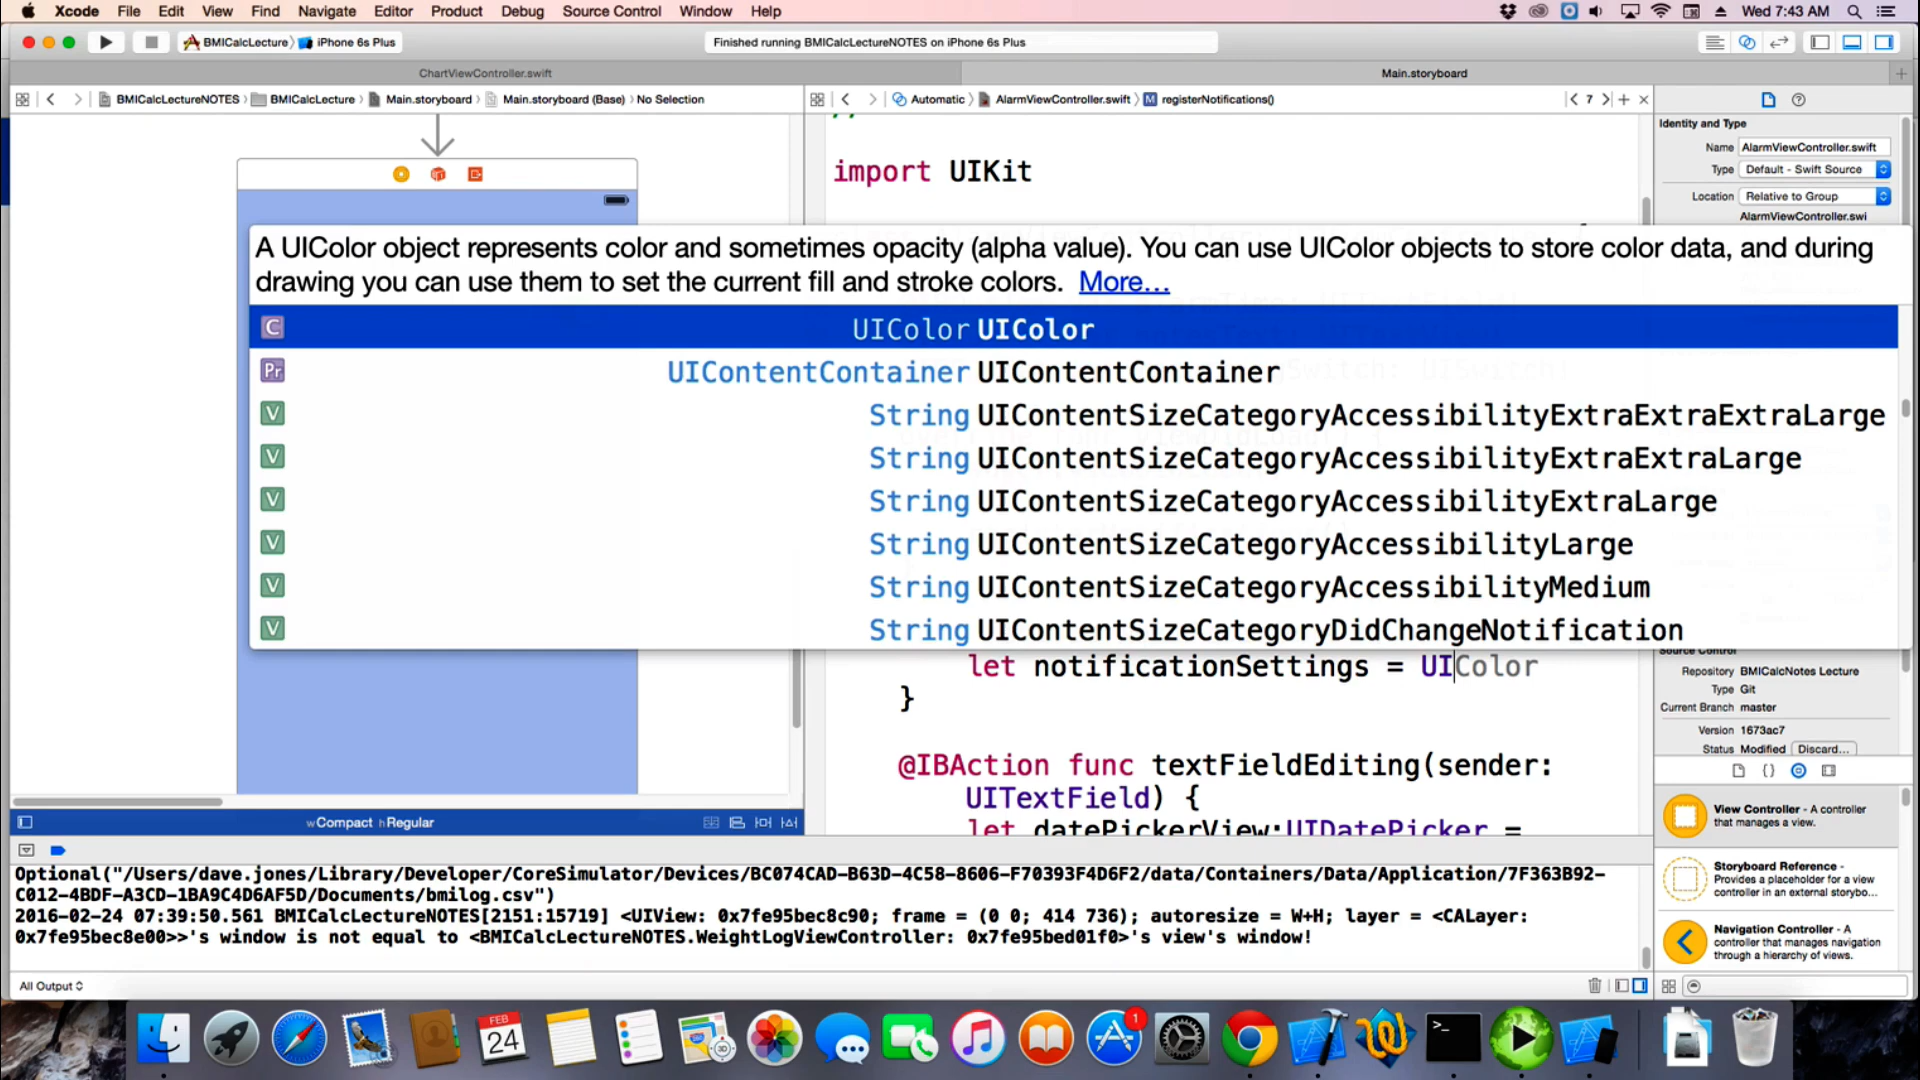 Xcode File Edit View Find Navigate Editor Product Debug Source Control Window Help Wed 7:43 AM
BMICalcLecture iPhone 6s Plus Finished running BMICalcLectureNOTES on iPhone 6s Plus
ChartViewController.swift Main.storyboard
BMICalcLectureNOTES BMICalcLecture Main.storyboard Main.storyboard (Base) No Selection Automatic AlarmViewController.swift M registerNotifications() 7
Identity and Type
Name AlarmViewController.swift
Type Default - Swift Source
Location Relative to Group
AlarmViewController.swi
import UIKit
A UIColor object represents color and sometimes opacity (alpha value). You can use UIColor objects to store color data, and during
drawing you can use them to set the current fill and stroke colors. More...
C UIColor UIColor
Pr UIContentContainer UIContentContainer
V String UIContentSizeCategoryAccessibilityExtraExtraExtraLarge
V String UIContentSizeCategoryAccessibilityExtraExtraLarge
V String UIContentSizeCategoryAccessibilityExtraLarge
V String UIContentSizeCategoryAccessibilityLarge
V String UIContentSizeCategoryAccessibilityMedium
V String UIContentSizeCategoryDidChangeNotification
let notificationSettings = UIColor
}
@IBAction func textFieldEditing(sender:
UITextField) {
let datePickerView:UIDatePicker =
Source Control
Repository BMICalcNotes Lecture
Type Git
Current Branch master
Version 1673ac7
Status Modified Discard...
View Controller - A controller
that manages a view.
Storyboard Reference -
Provides a placeholder for a view
controller in an external storybo...
Navigation Controller - A
controller that manages navigation
through a hierarchy of views.
wCompact hRegular
Optional("/Users/dave.jones/Library/Developer/CoreSimulator/Devices/BC074CAD-B63D-4C58-8606-F70393F4D6F2/data/Containers/Data/Application/7F363B92-
C012-4BDF-A3CD-1BA9C4D6AF5D/Documents/bmilog.csv")
2016-02-24 07:39:50.561 BMICalcLectureNOTES[2151:15719] <UIView: 0x7fe95bec8c90; frame = (0 0; 414 736); autoresize = W+H; layer = <CALayer:
0x7fe95bec8e00>>'s window is not equal to <BMICalcLectureNOTES.WeightLogViewController: 0x7fe95bed01f0>'s view's window!
All Output
FEB
24
3D
1